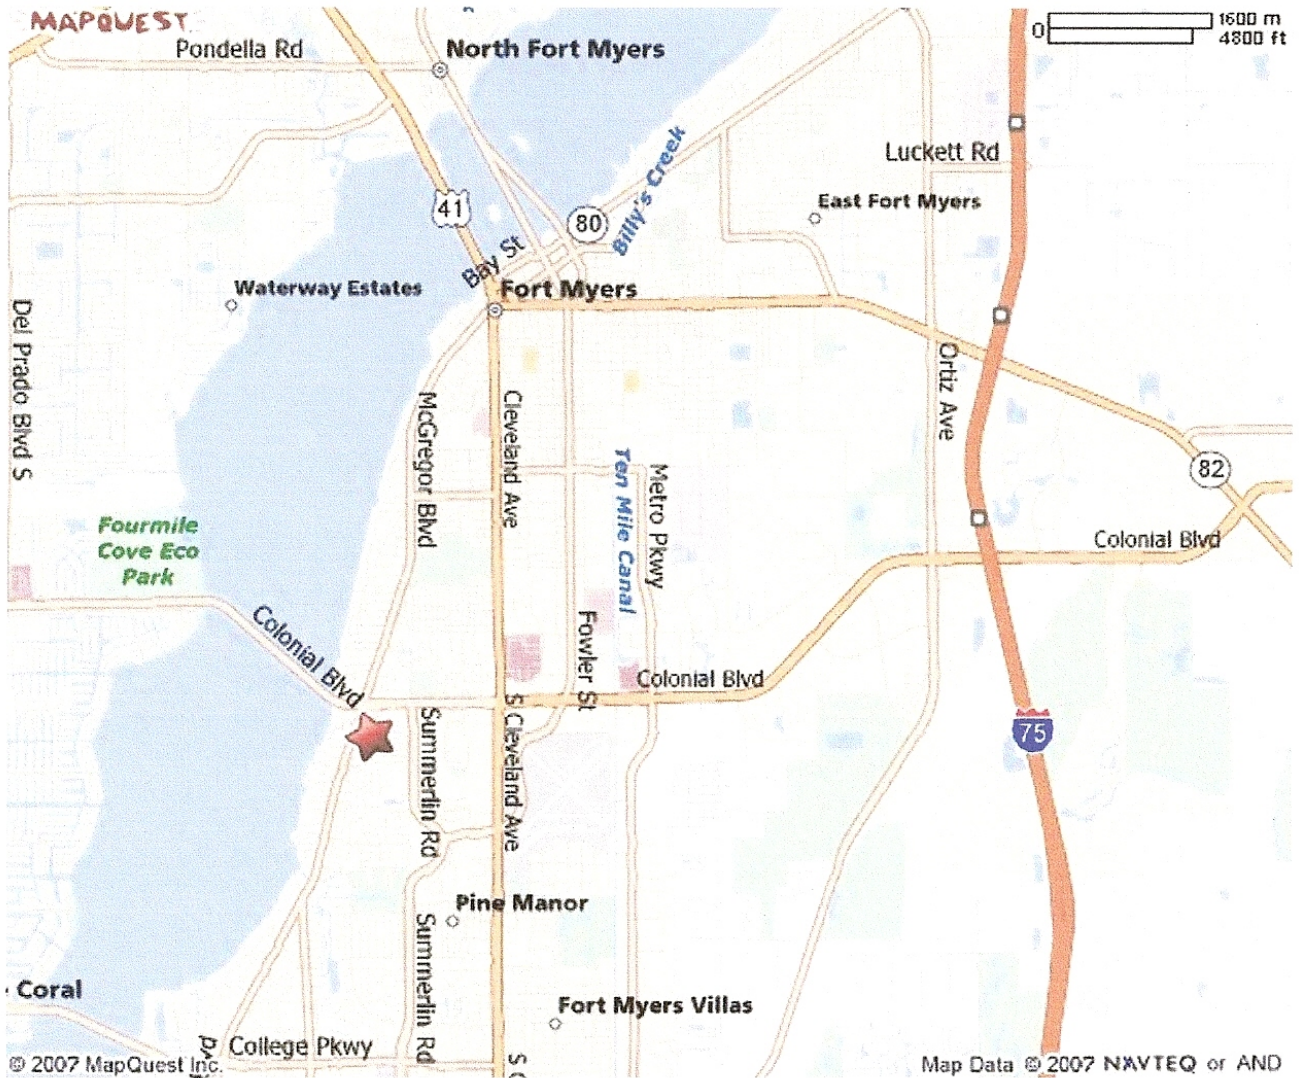 MAPQUEST
Pondella Rd
North Fort Myers
0
1600 m
4800 ft
Luckett Rd
41
80
Billy's Creek
East Fort Myers
Bay St
Waterway Estates
Fort Myers
Del Prado Blvd S
McGregor Blvd
Cleveland Ave
Ortiz Ave
Ten Mile Canal
Metro Pkwy
82
Fourmile
Cove Eco
Park
Colonial Blvd
Colonial Blvd
Fowler St
Colonial Blvd
Summerlin Rd
S Cleveland Ave
75
Pine Manor
Summerlin Rd
Coral
Fort Myers Villas
College Pkwy
S
© 2007 MapQuest Inc.
Map Data © 2007 NAVTEQ or AND